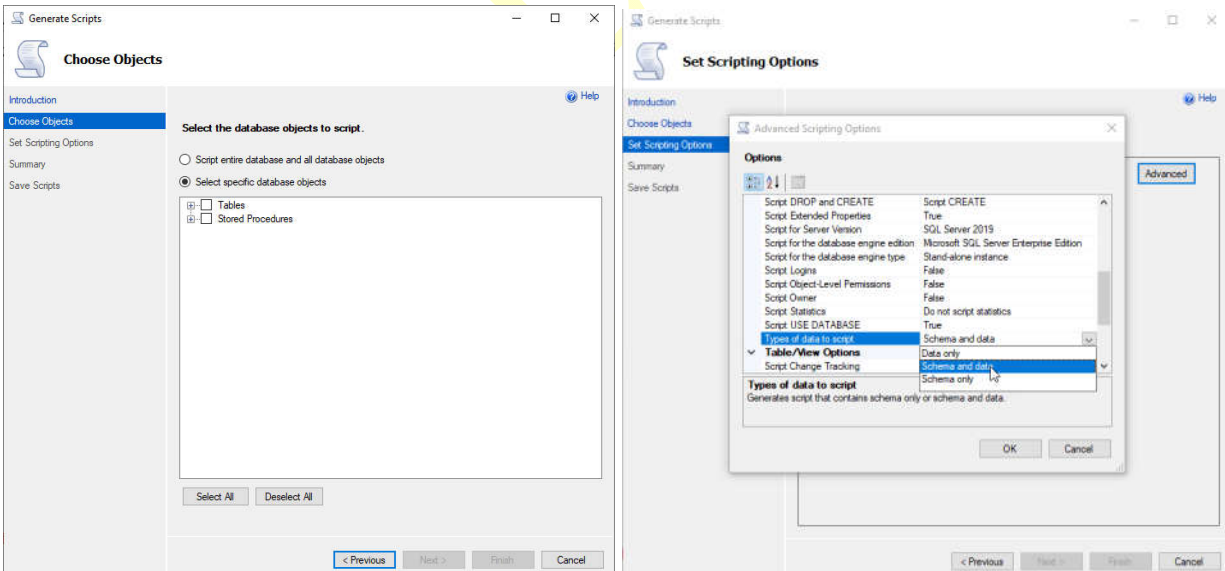 Generate Scripts
Choose Objects
Help
Introduction
Choose Objects
Set Scripting Options
Summary
Save Scripts
Select the database objects to script.
Script entire database and all database objects
Select specific database objects
Tables
Stored Procedures
Select All
Deselect All
< Previous
Next >
Finish
Cancel
Generate Scripts
Set Scripting Options
Help
Introduction
Choose Objects
Set Scripting Options
Summary
Save Scripts
Advanced
Advanced Scripting Options
Options
Script DROP and CREATE Script CREATE
Script Extended Properties True
Script for Server Version SQL Server 2019
Script for the database engine edition Microsoft SQL Server Enterprise Edition
Script for the database engine type Stand-alone instance
Script Logins False
Script Object-Level Permissions False
Script Owner False
Script Statistics Do not script statistics
Script USE DATABASE True
Types of data to script Schema and data
Table/View Options
Data only
Script Change Tracking
Schema and data
Schema only
Types of data to script
Generates script that contains schema only or schema and data.
OK
Cancel
< Previous
Next >
Finish
Cancel